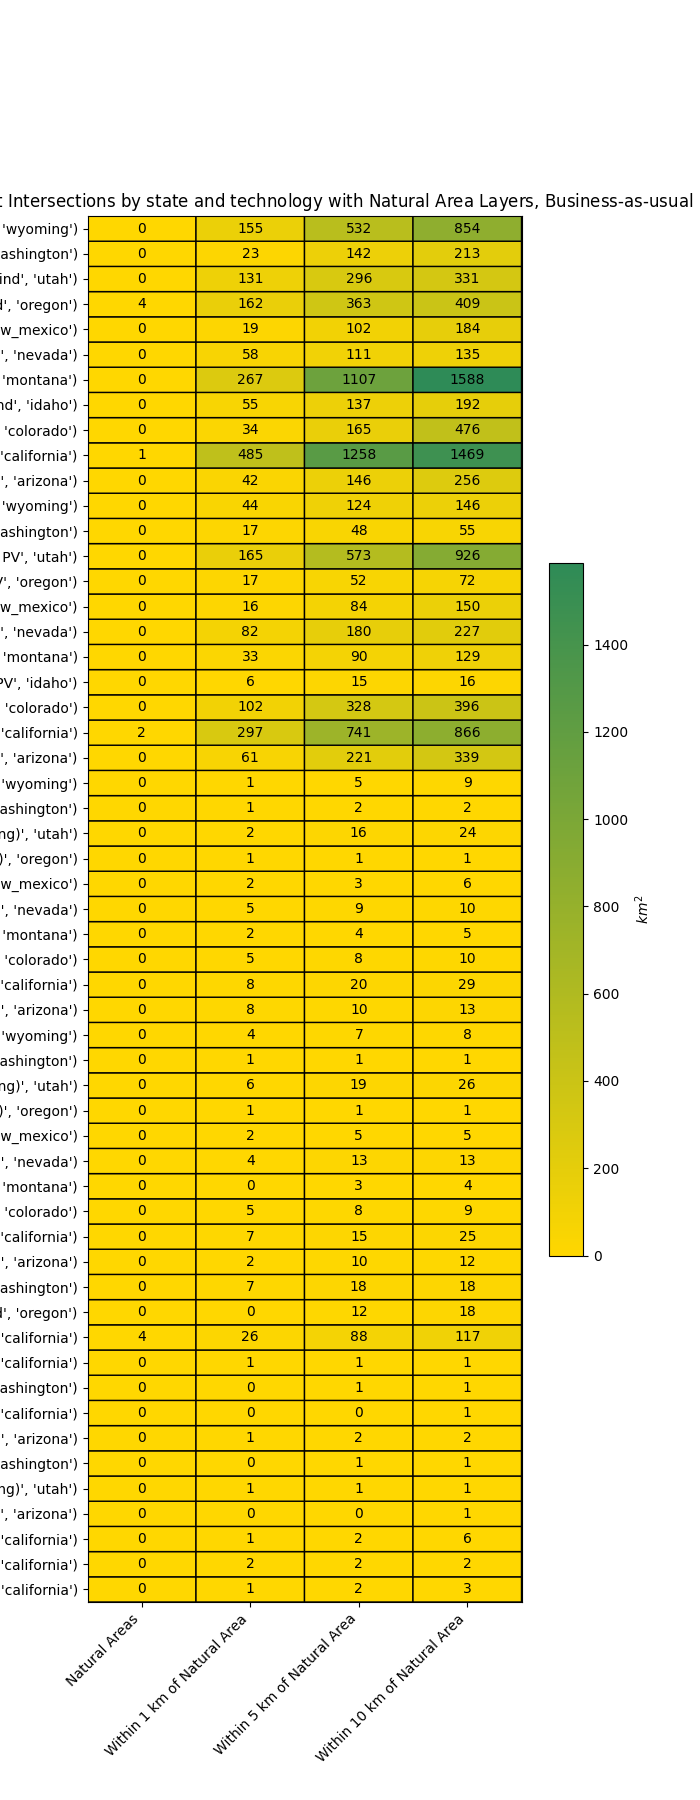 t Intersections by state and technology with Natural Area Layers, Business-as-usual
'wyoming') 0 155 532 854
ashington') 0 23 142 213
ind', 'utah') 0 131 296 331
d', 'oregon') 4 162 363 409
w_mexico') 0 19 102 184
', 'nevada') 0 58 111 135
'montana') 0 267 1107 1588
nd', 'idaho') 0 55 137 192
'colorado') 0 34 165 476
'california') 1 485 1258 1469
', 'arizona') 0 42 146 256
'wyoming') 0 44 124 146
ashington') 0 17 48 55
PV', 'utah') 0 165 573 926
/', 'oregon') 0 17 52 72
w_mexico') 0 16 84 150
', 'nevada') 0 82 180 227
'montana') 0 33 90 129
PV', 'idaho') 0 6 15 16
'colorado') 0 102 328 396
'california') 2 297 741 866
', 'arizona') 0 61 221 339
'wyoming') 0 1 5 9
ashington') 0 1 2 2
ng)', 'utah') 0 2 16 24
)', 'oregon') 0 1 1 1
w_mexico') 0 2 3 6
', 'nevada') 0 5 9 10
'montana') 0 2 4 5
'colorado') 0 5 8 10
'california') 0 8 20 29
', 'arizona') 0 8 10 13
'wyoming') 0 4 7 8
ashington') 0 1 1 1
ng)', 'utah') 0 6 19 26
)', 'oregon') 0 1 1 1
w_mexico') 0 2 5 5
', 'nevada') 0 4 13 13
'montana') 0 0 3 4
'colorado') 0 5 8 9
'california') 0 7 15 25
', 'arizona') 0 2 10 12
ashington') 0 7 18 18
d', 'oregon') 0 0 12 18
'california') 4 26 88 117
'california') 0 1 1 1
ashington') 0 0 1 1
'california') 0 0 0 1
', 'arizona') 0 1 2 2
ashington') 0 0 1 1
ng)', 'utah') 0 1 1 1
', 'arizona') 0 0 0 1
'california') 0 1 2 6
'california') 0 2 2 2
'california') 0 1 2 3
Natural Areas
Within 1 km of Natural Area
Within 5 km of Natural Area
Within 10 km of Natural Area
1400
1200
1000
800
600
400
200
0
km²